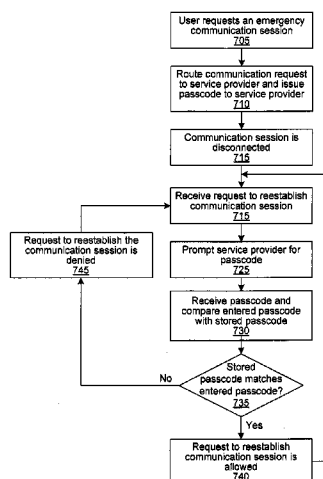 User requests an emergency
communication session
705
Route communication request
to service provider and issue
passcode to service provider
710
Communication session is
disconnected
715
Receive request to reestablish
communication session
715
Request to reestablish the
communication session is
denied
745
Prompt service provider for
passcode
725
Receive passcode and
compare entered passcode
with stored passcode
730
Stored
passcode matches
entered passcode?
735
No
Yes
Request to reestablish
communication session is
allowed
740